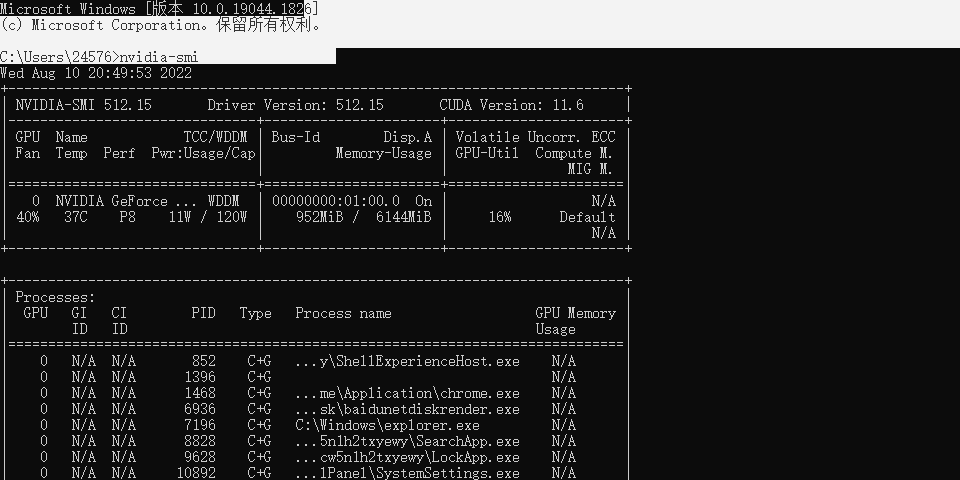 Microsoft Windows [版本 10.0.19044.1826]
(c) Microsoft Corporation。保留所有权利。
C:\Users\24576>nvidia-smi
Wed Aug 10 20:49:53 2022
NVIDIA-SMI 512.15 Driver Version: 512.15 CUDA Version: 11.6
GPU Name TCC/WDDM | Bus-Id Disp.A | Volatile Uncorr. ECC
Fan Temp Perf Pwr:Usage/Cap | Memory-Usage | GPU-Util Compute M.
MIG M.
0 NVIDIA GeForce ... WDDM | 00000000:01:00.0 On | N/A
40% 37C P8 11W / 120W | 952MiB / 6144MiB | 16% Default
N/A
Processes:
GPU GI CI PID Type Process name GPU Memory
ID ID Usage
0 N/A N/A 852 C+G ...y\ShellExperienceHost.exe N/A
0 N/A N/A 1396 C+G N/A
0 N/A N/A 1468 C+G ...me\Application\chrome.exe N/A
0 N/A N/A 6936 C+G ...sk\baidunetdiskrender.exe N/A
0 N/A N/A 7196 C+G C:\Windows\explorer.exe N/A
0 N/A N/A 8828 C+G ...5n1h2txyewy\SearchApp.exe N/A
0 N/A N/A 9628 C+G ...cw5n1h2txyewy\LockApp.exe N/A
0 N/A N/A 10892 C+G ...lPanel\SystemSettings.exe N/A